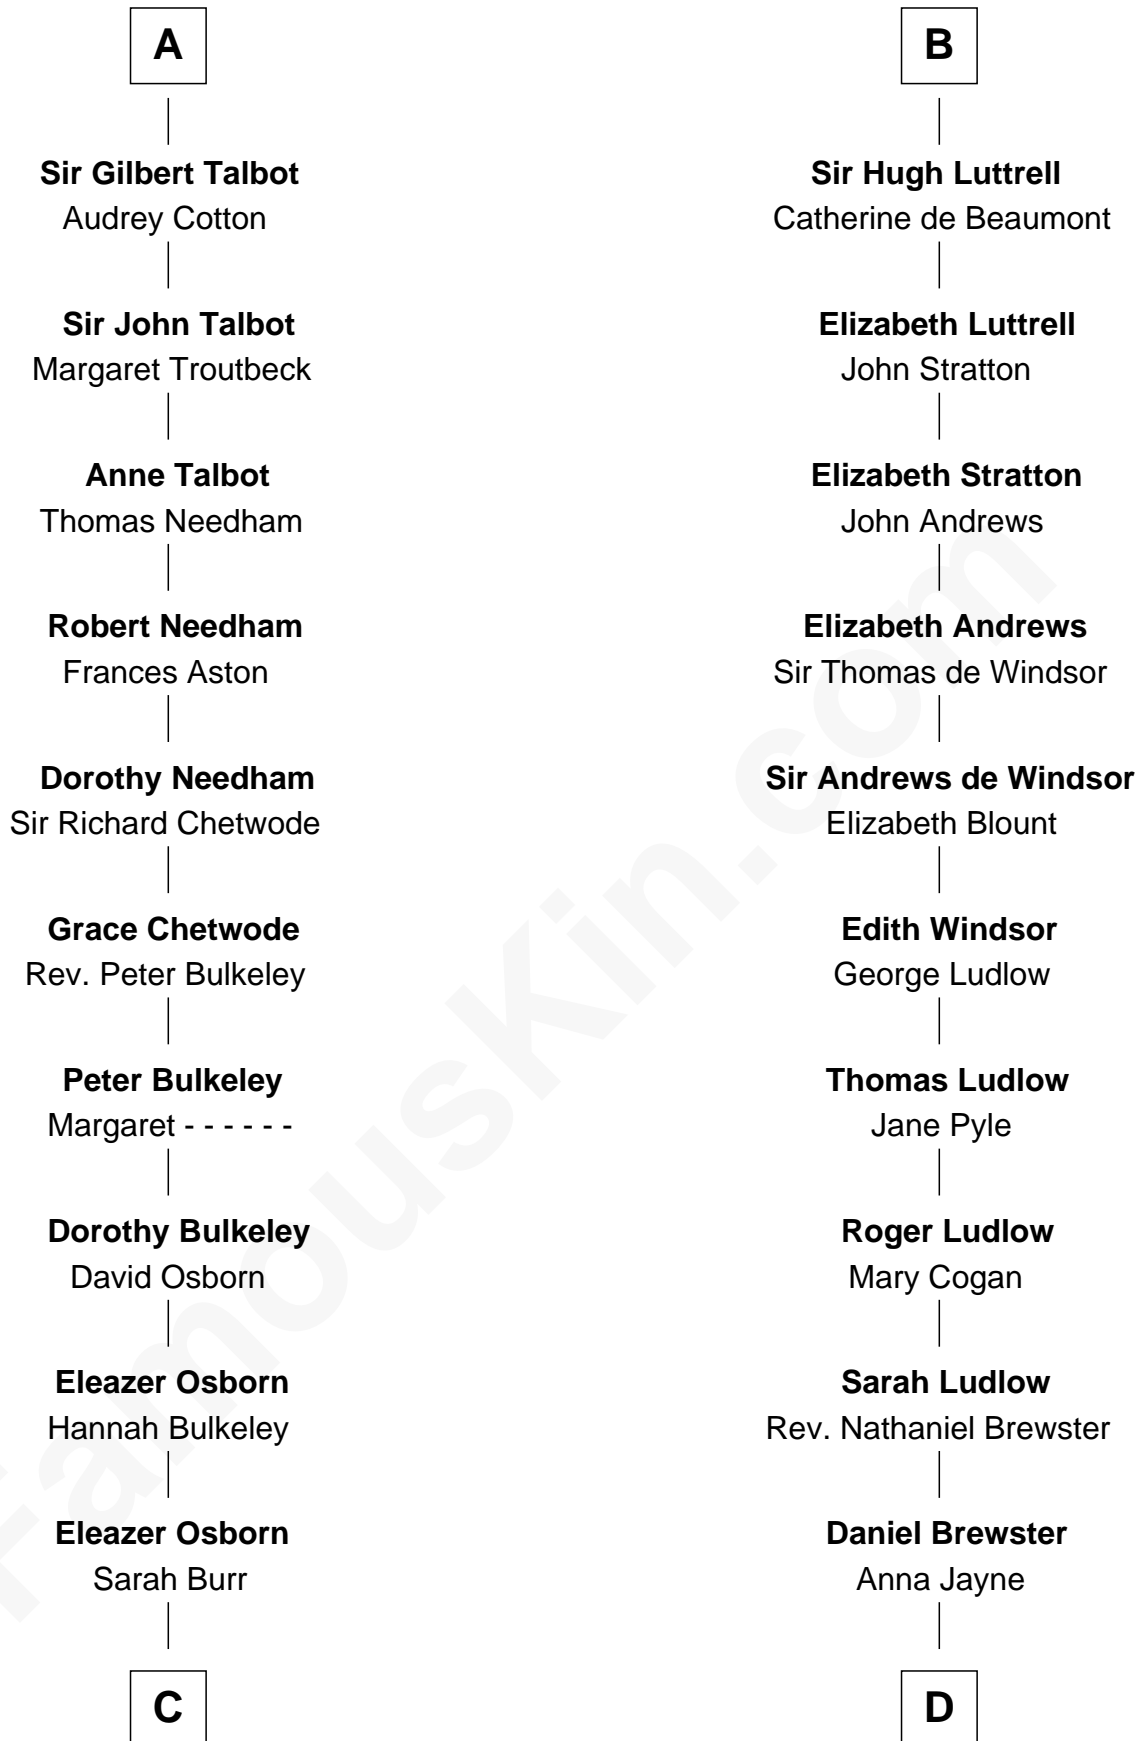 A
Sir Gilbert Talbot
Audrey Cotton
Sir John Talbot
Margaret Troutbeck
Anne Talbot
Thomas Needham
Robert Needham
Frances Aston
Dorothy Needham
Sir Richard Chetwode
Grace Chetwode
Rev. Peter Bulkeley
Peter Bulkeley
Margaret - - - - - -
Dorothy Bulkeley
David Osborn
Eleazer Osborn
Hannah Bulkeley
Eleazer Osborn
Sarah Burr
C
B
Sir Hugh Luttrell
Catherine de Beaumont
Elizabeth Luttrell
John Stratton
Elizabeth Stratton
John Andrews
Elizabeth Andrews
Sir Thomas de Windsor
Sir Andrews de Windsor
Elizabeth Blount
Edith Windsor
George Ludlow
Thomas Ludlow
Jane Pyle
Roger Ludlow
Mary Cogan
Sarah Ludlow
Rev. Nathaniel Brewster
Daniel Brewster
Anna Jayne
D
FamousKin.com